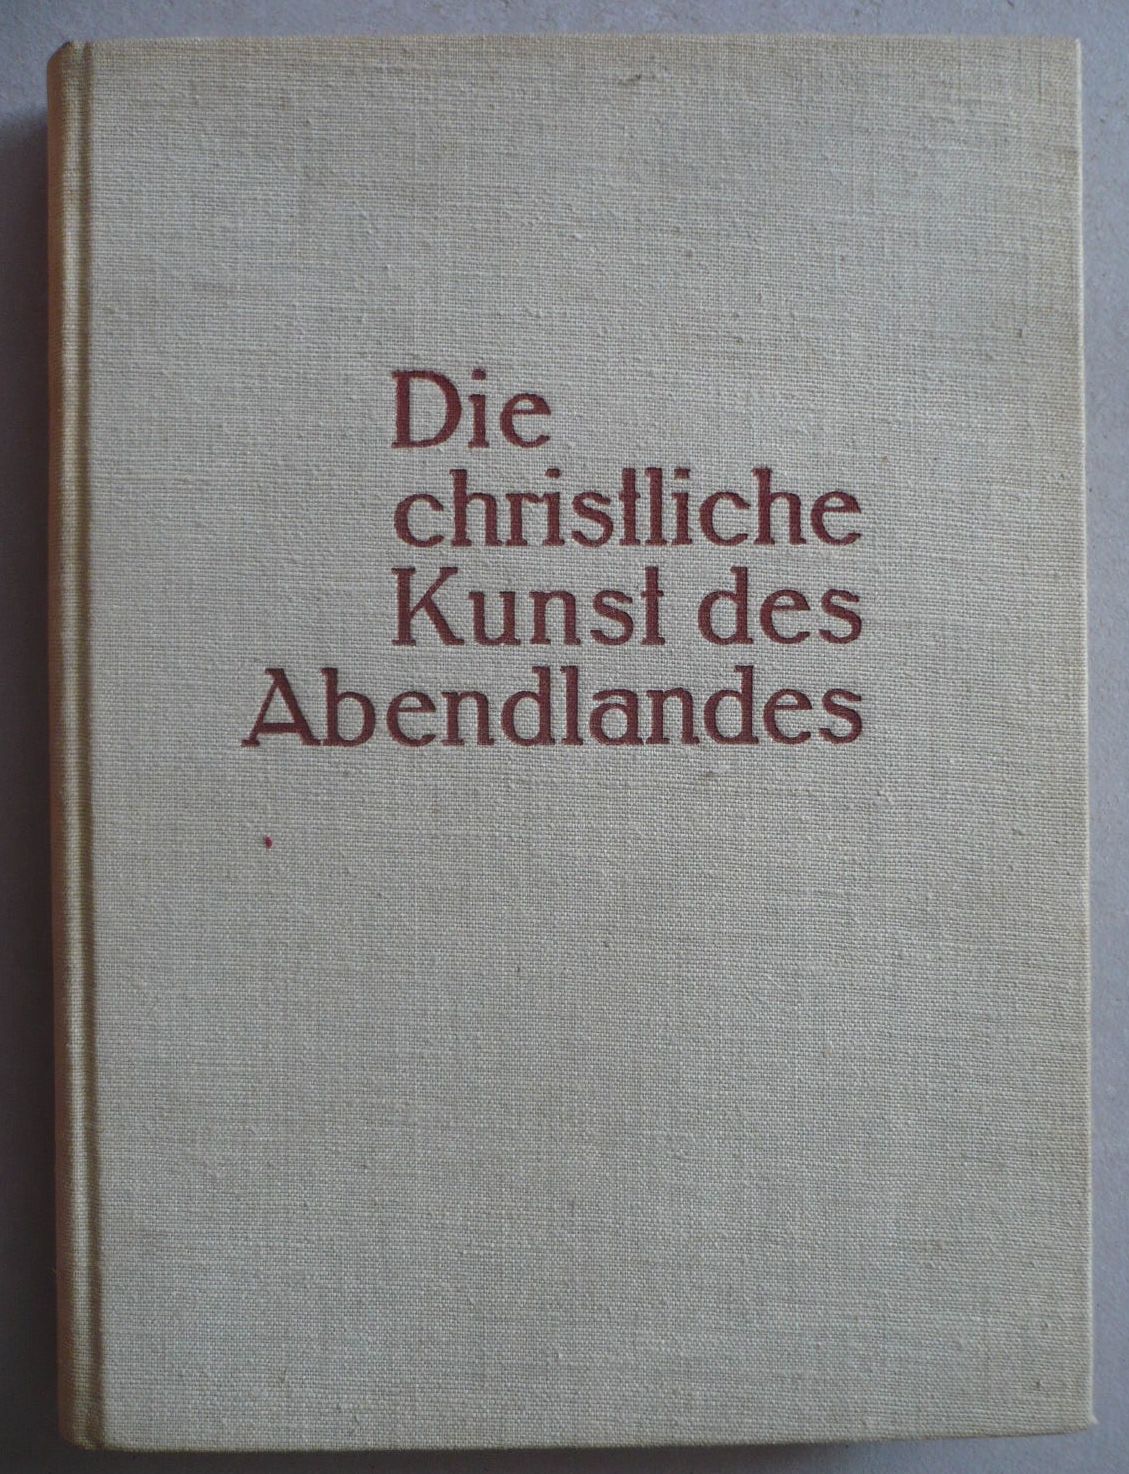 Die
christliche
Kunst des
Abendlandes